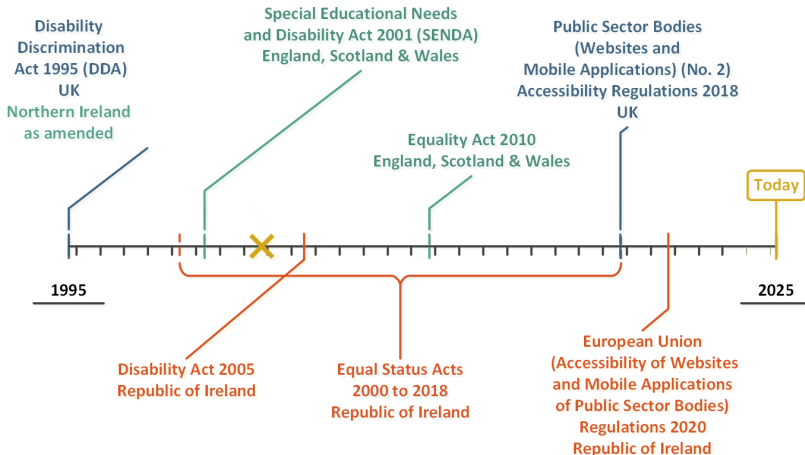 Disability
Discrimination
Act 1995 (DDA)
UK
Northern Ireland
as amended
Special Educational Needs
and Disability Act 2001 (SENDA)
England, Scotland & Wales
Equality Act 2010
England, Scotland & Wales
Public Sector Bodies
(Websites and
Mobile Applications) (No. 2)
Accessibility Regulations 2018
UK
Today
1995
2025
Disability Act 2005
Republic of Ireland
Equal Status Acts
2000 to 2018
Republic of Ireland
European Union
(Accessibility of Websites
and Mobile Applications
of Public Sector Bodies)
Regulations 2020
Republic of Ireland